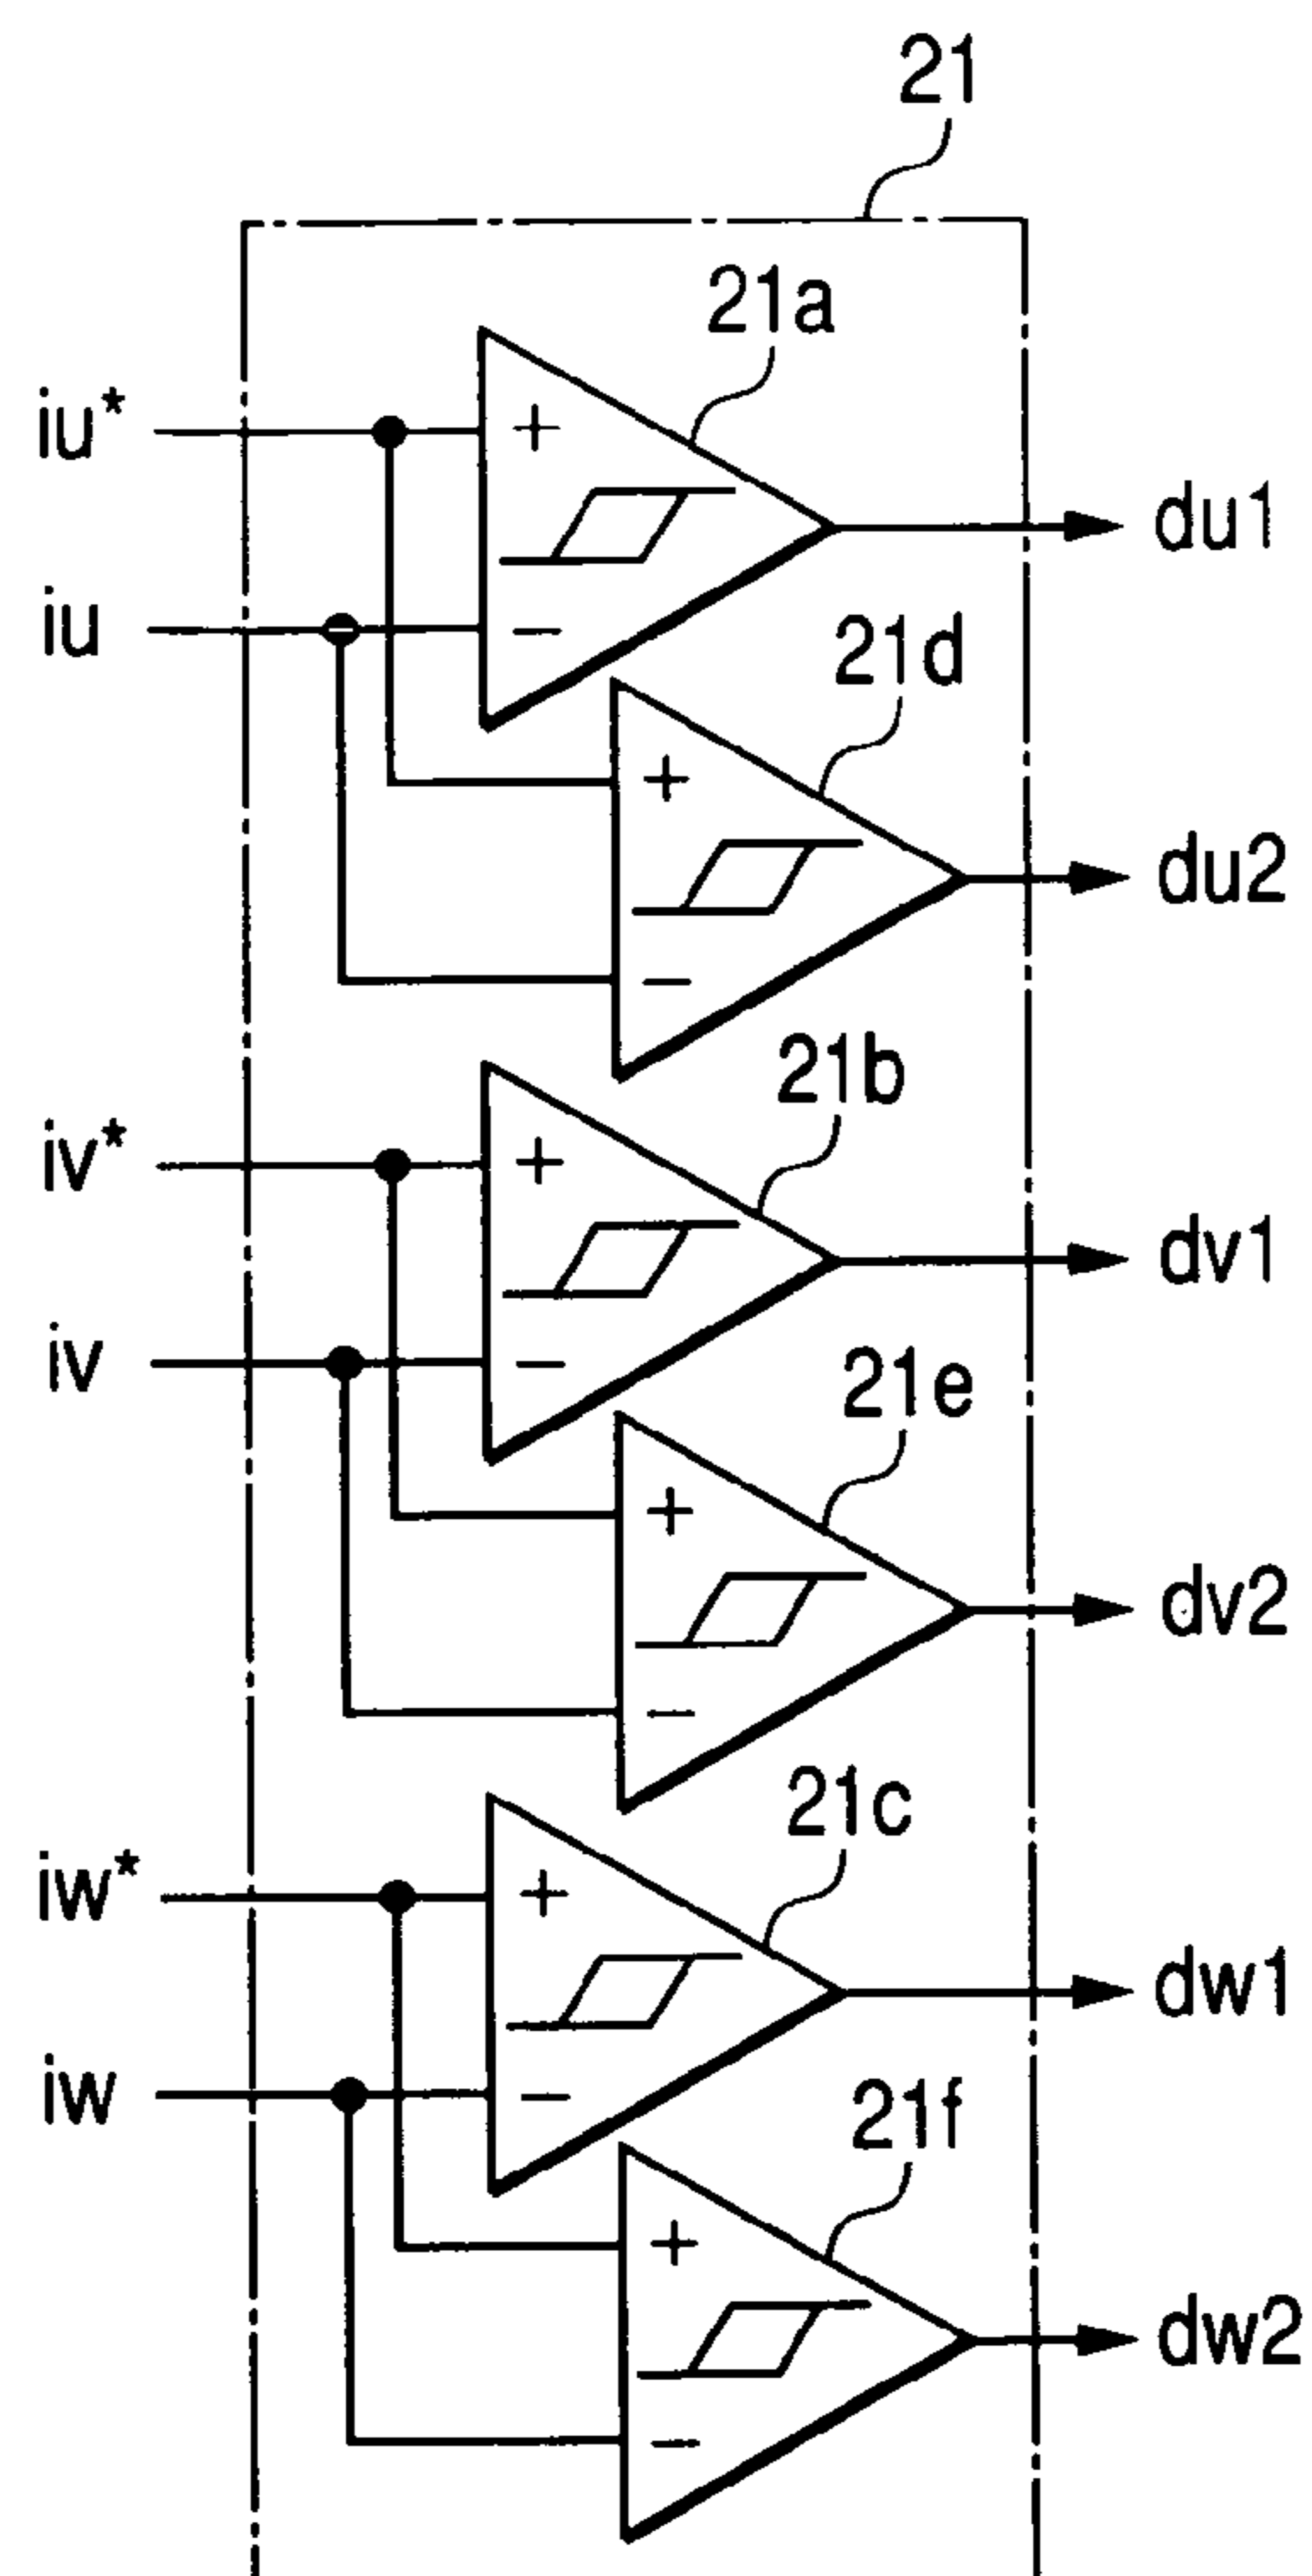 21
21a
iu*
+
du1
iu
−
21d
+
du2
−
21b
iv*
+
dv1
iv
−
21e
+
dv2
−
21c
iw*
+
dw1
iw
−
21f
+
dw2
−